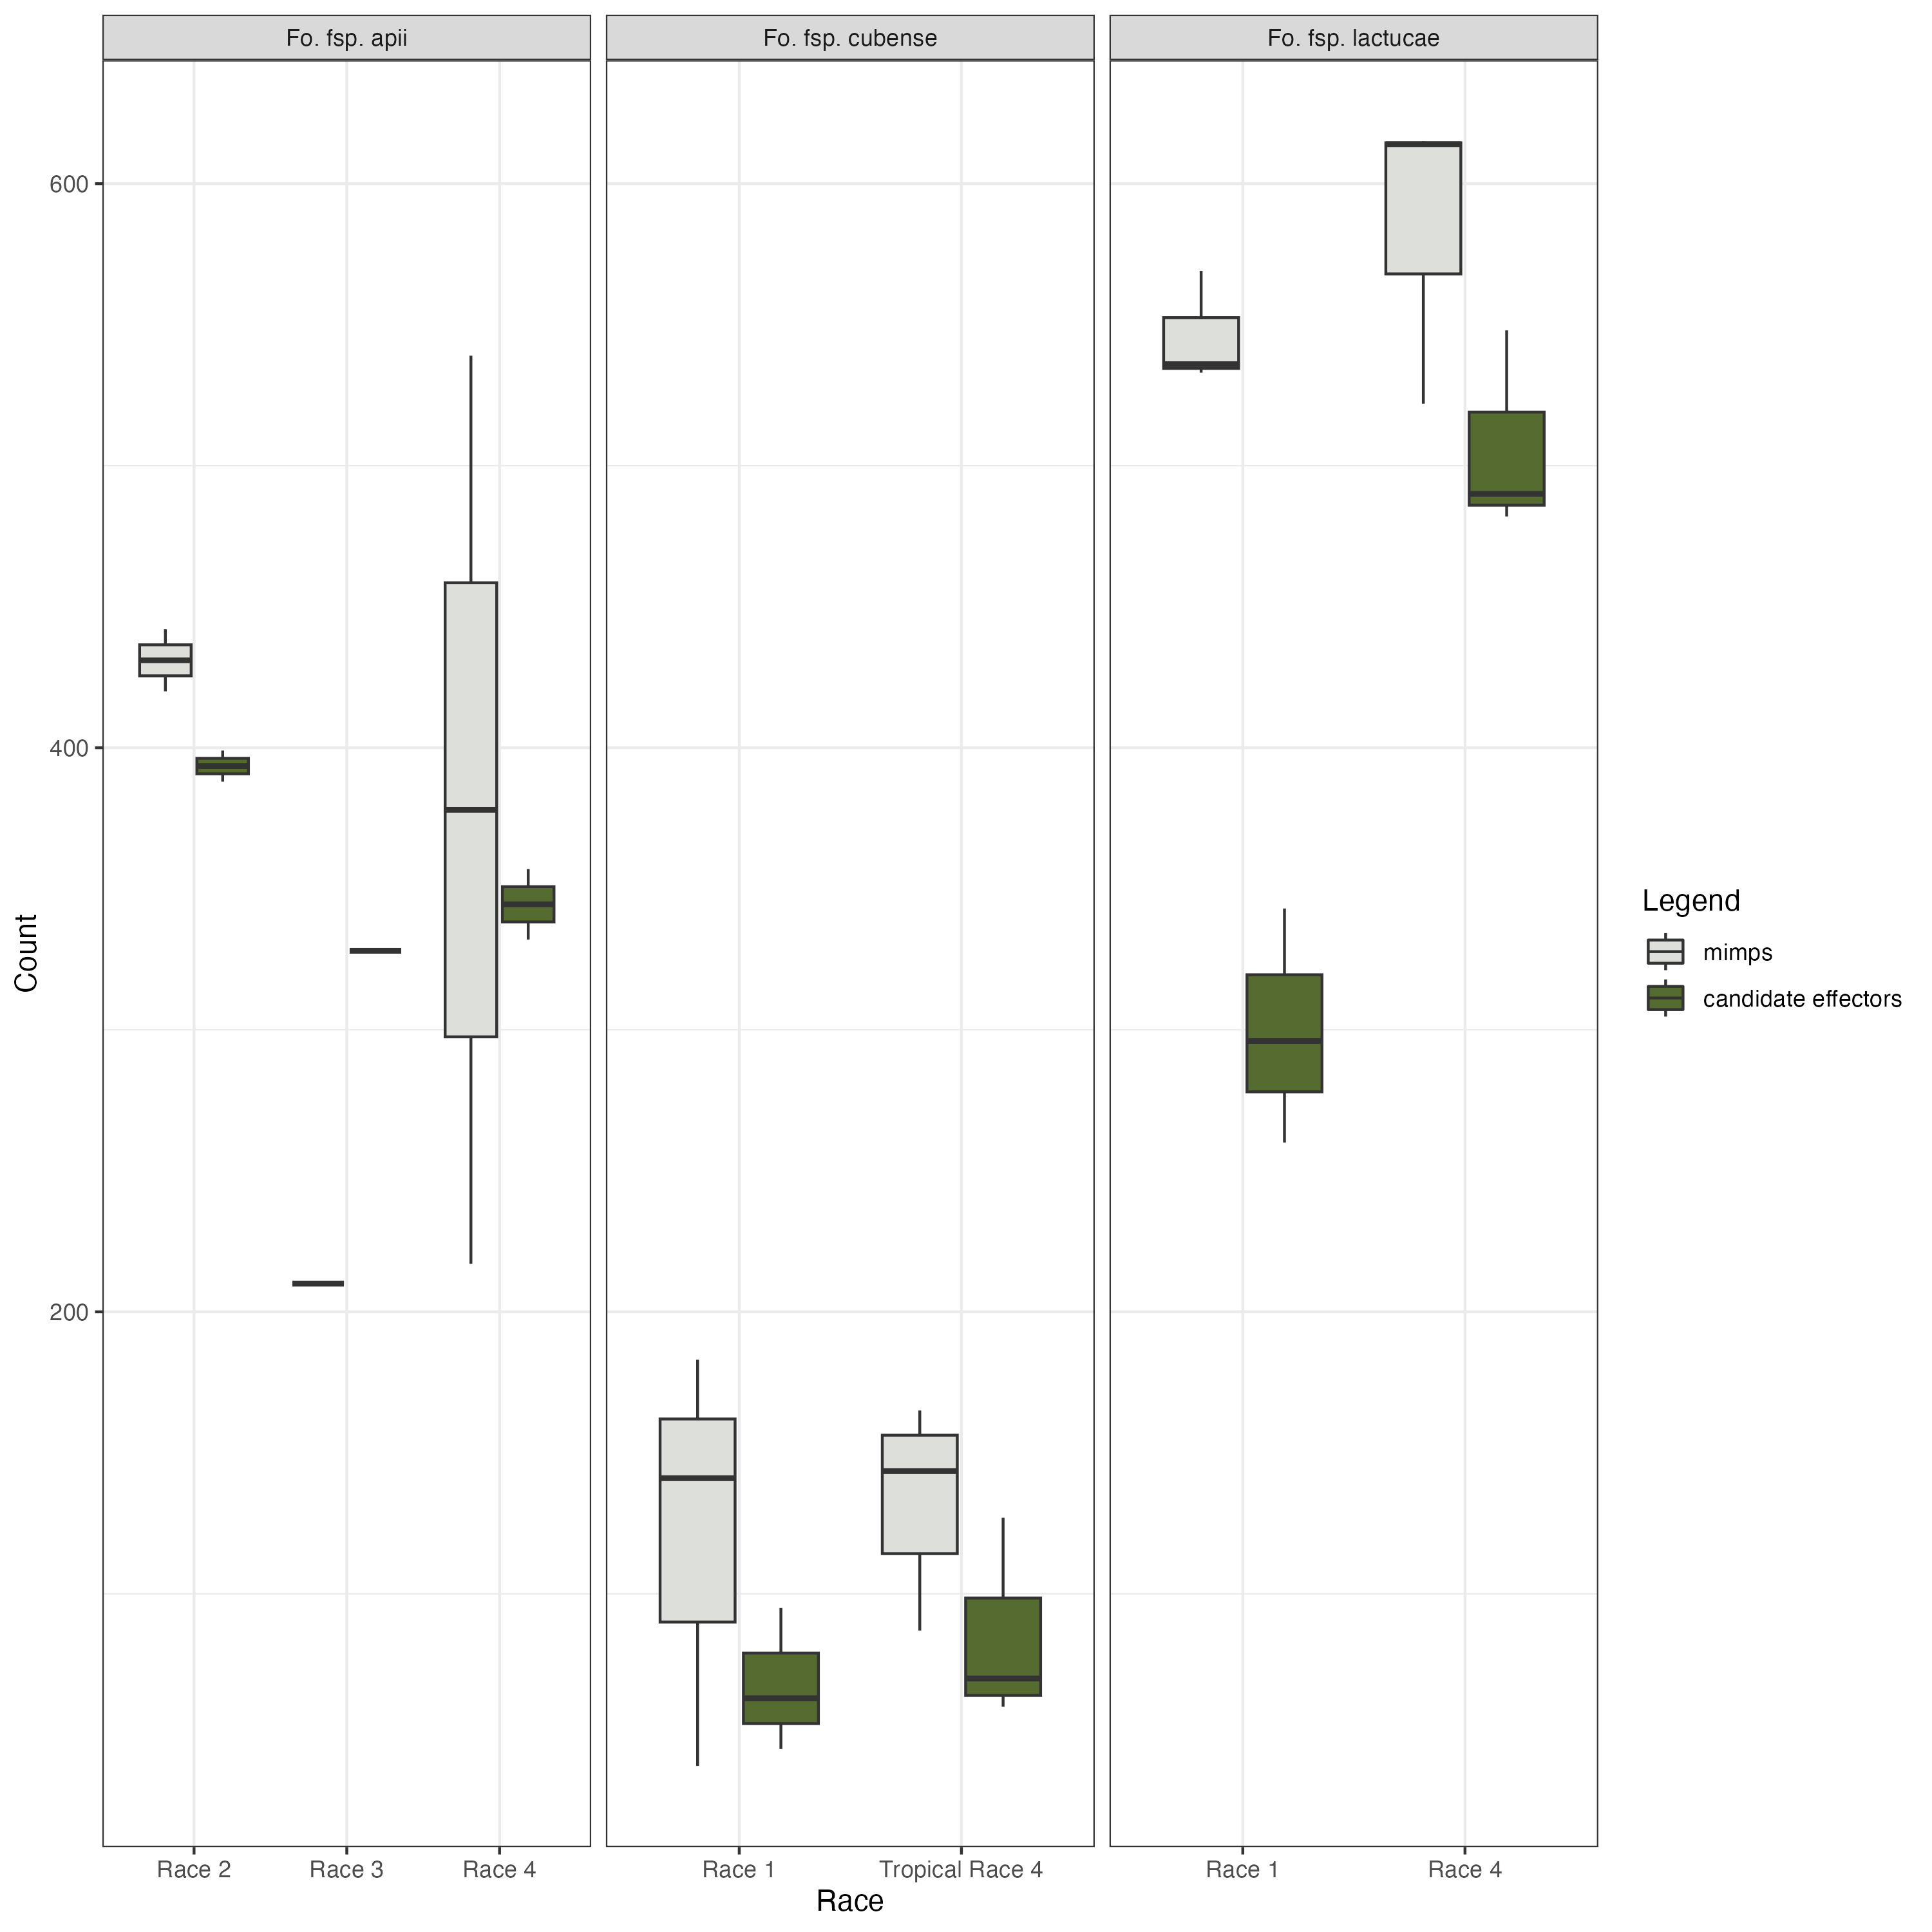 Fo. fsp. apii
Fo. fsp. cubense
Fo. fsp. lactucae
600
400
200
Count
Race 2
Race 3
Race 4
Race 1
Tropical Race 4
Race 1
Race 4
Race
Legend
mimps
candidate effectors